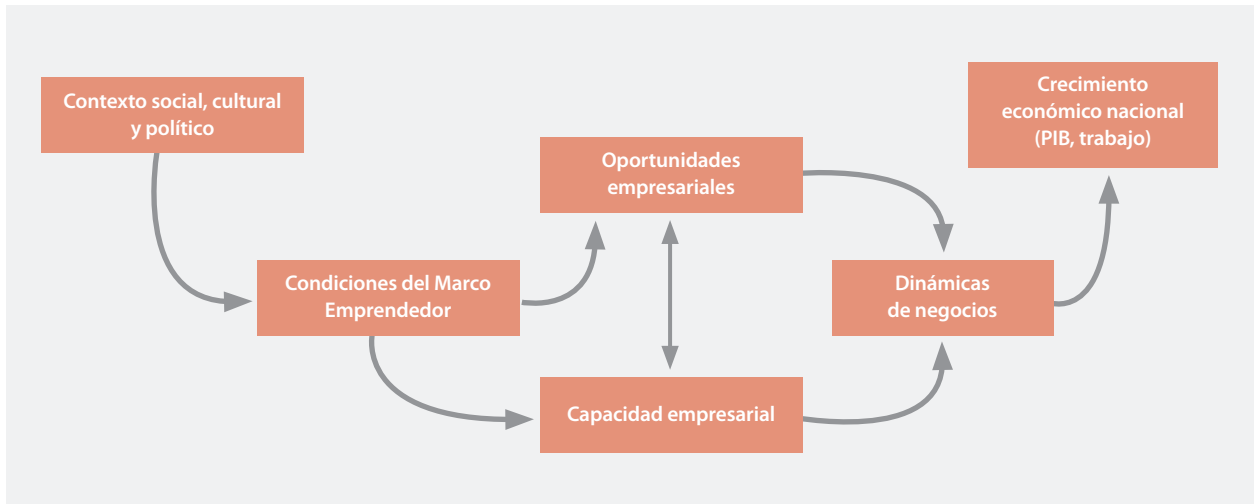 Contexto social, cultural
y político
Condiciones del Marco
Emprendedor
Oportunidades
empresariales
Capacidad empresarial
Dinámicas
de negocios
Crecimiento
económico nacional
(PIB, trabajo)